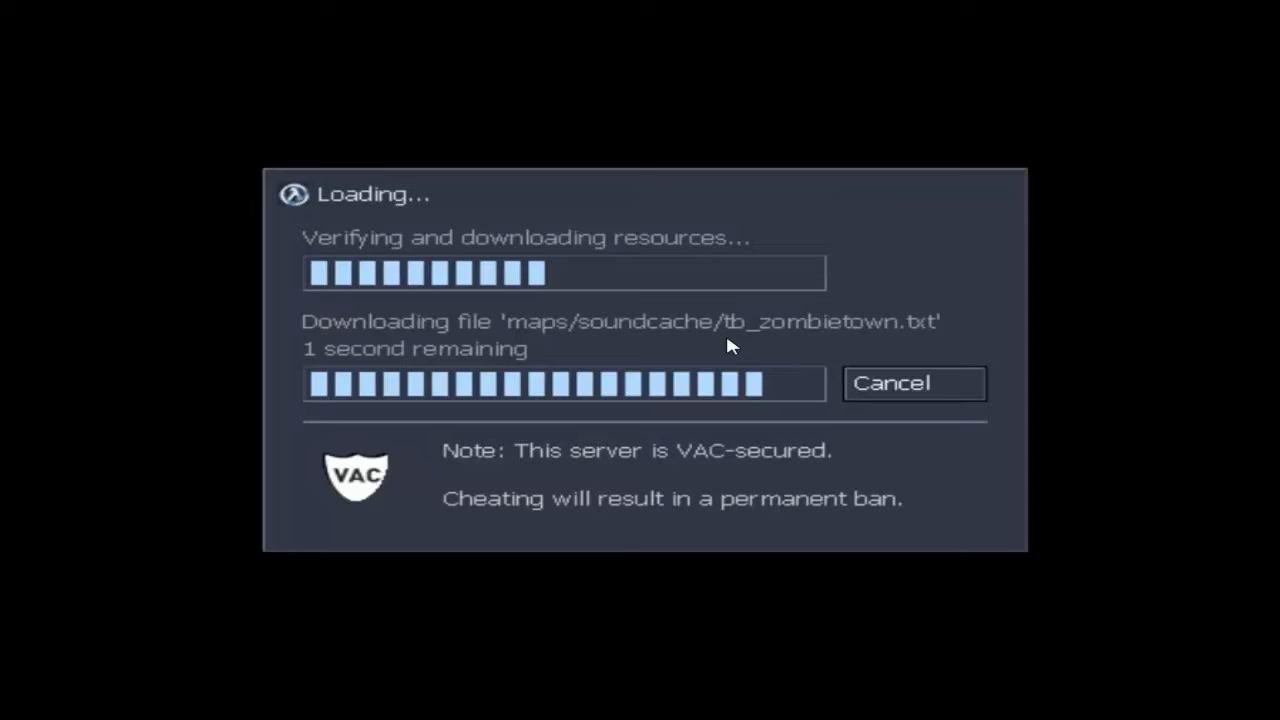 Loading...
Verifying and downloading resources...
Downloading file 'maps/soundcache/tb_zombietown.txt'
1 second remaining
Cancel
VAC
Note: This server is VAC-secured.
Cheating will result in a permanent ban.